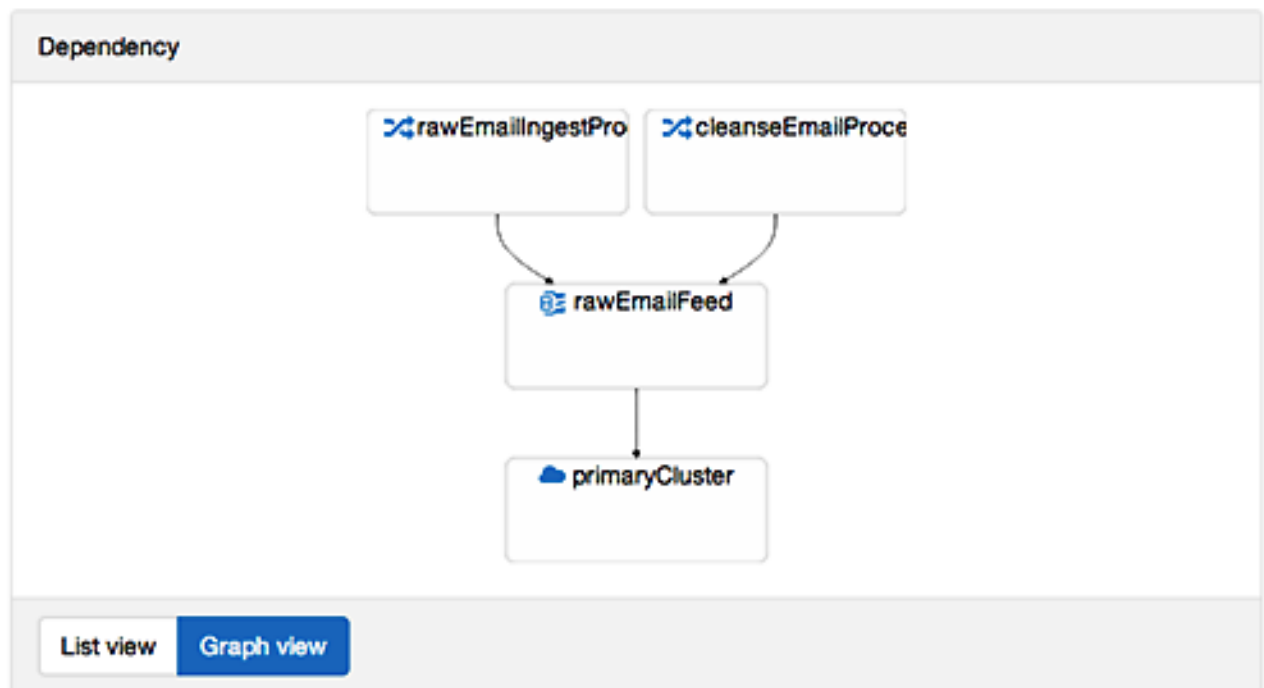 Dependency
rawEmailIngestPro
cleanseEmailProce
rawEmailFeed
primaryCluster
List view
Graph view